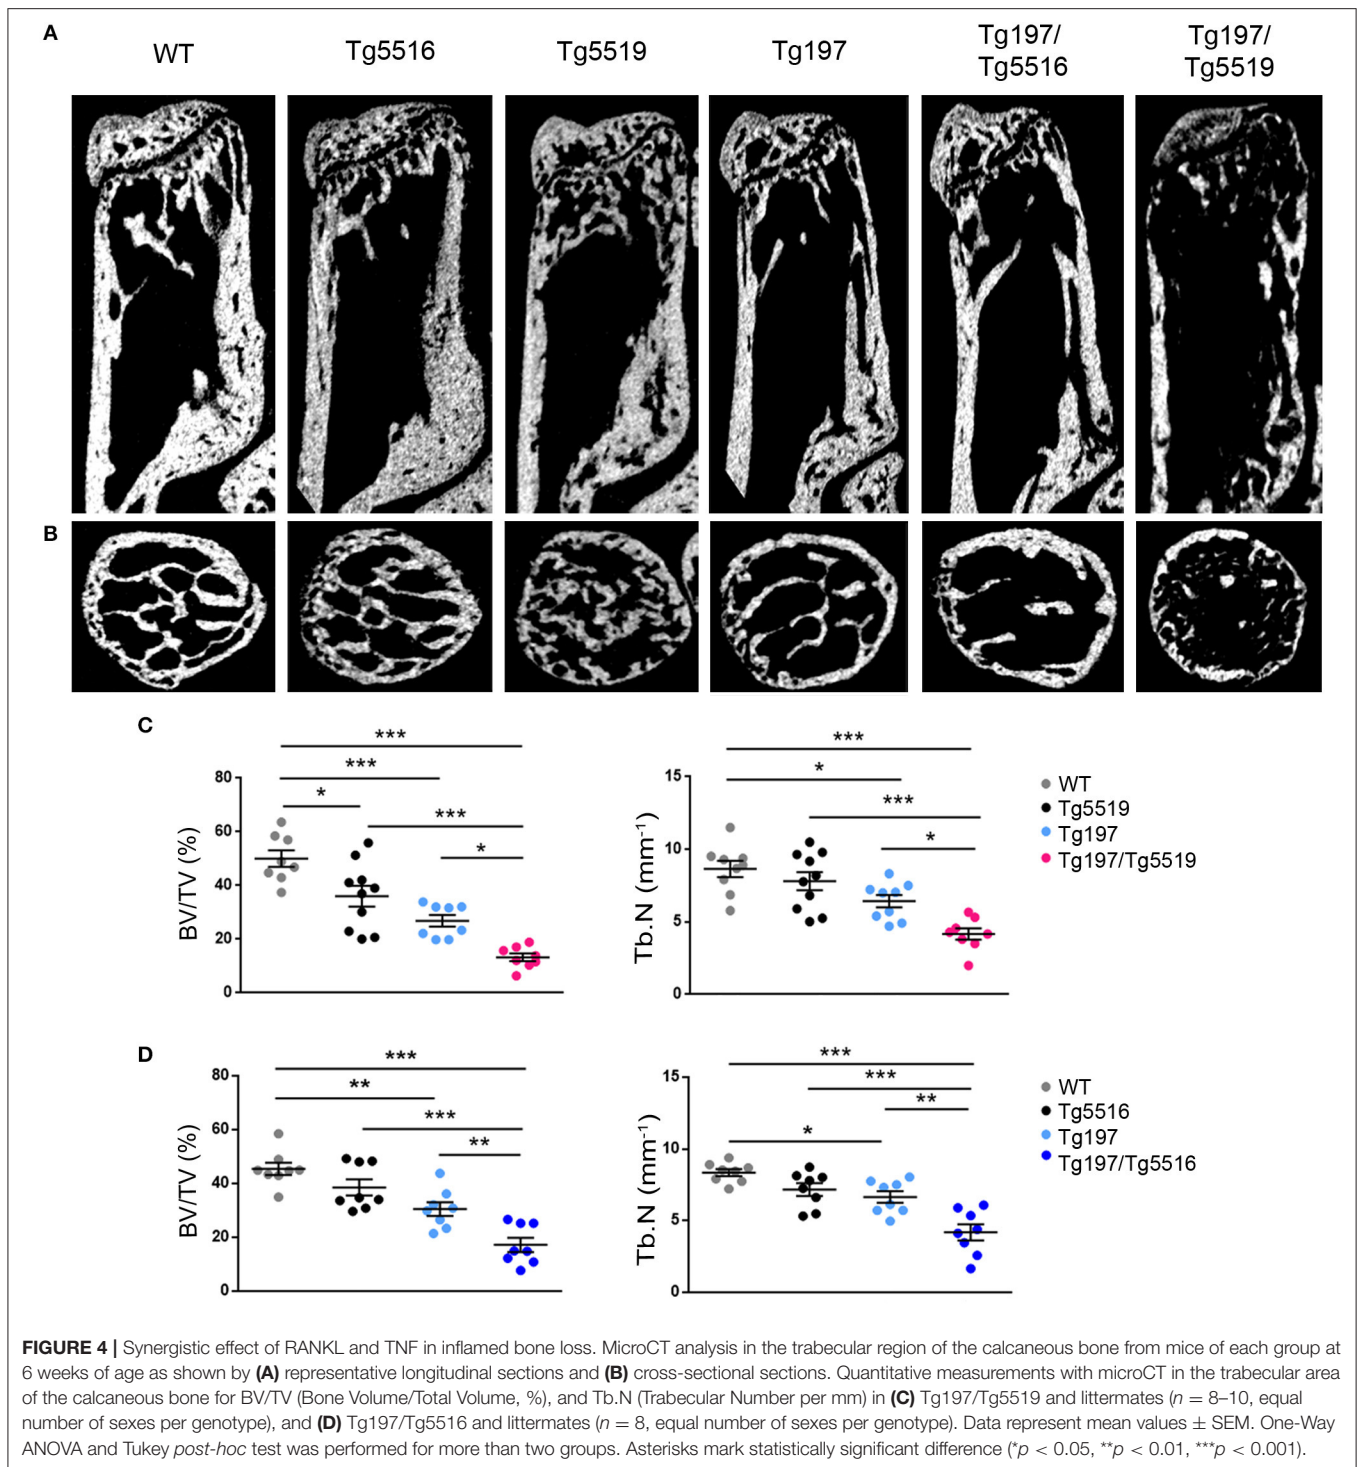 A
WT
Tg5516
Tg5519
Tg197
Tg197/
Tg5516
Tg197/
Tg5519
B
C
***
***
*
***
*
80
60
40
20
0
BV/TV (%)
***
*
***
*
15
10
5
0
Tb.N (mm⁻¹)
WT
Tg5519
Tg197
Tg197/Tg5519
D
***
**
***
**
80
60
40
20
0
BV/TV (%)
***
***
**
*
15
10
5
0
Tb.N (mm⁻¹)
WT
Tg5516
Tg197
Tg197/Tg5516
FIGURE 4 | Synergistic effect of RANKL and TNF in inflamed bone loss. MicroCT analysis in the trabecular region of the calcaneous bone from mice of each group at
6 weeks of age as shown by (A) representative longitudinal sections and (B) cross-sectional sections. Quantitative measurements with microCT in the trabecular area
of the calcaneous bone for BV/TV (Bone Volume/Total Volume, %), and Tb.N (Trabecular Number per mm) in (C) Tg197/Tg5519 and littermates (n = 8–10, equal
number of sexes per genotype), and (D) Tg197/Tg5516 and littermates (n = 8, equal number of sexes per genotype). Data represent mean values ± SEM. One-Way
ANOVA and Tukey post-hoc test was performed for more than two groups. Asterisks mark statistically significant difference (*p < 0.05, **p < 0.01, ***p < 0.001).